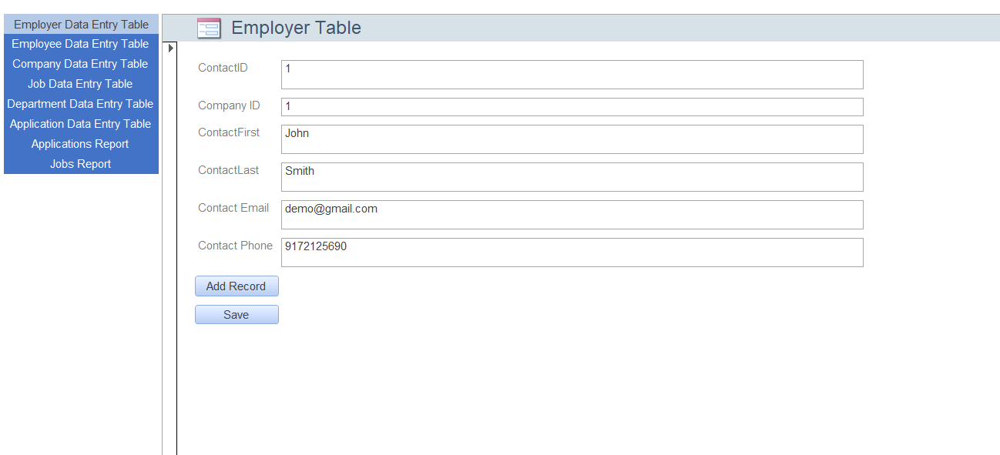 Employer Data Entry Table
Employee Data Entry Table
Company Data Entry Table
Job Data Entry Table
Department Data Entry Table
Application Data Entry Table
Applications Report
Jobs Report
Employer Table
ContactID 1
Company ID 1
ContactFirst John
ContactLast Smith
Contact Email demo@gmail.com
Contact Phone 9172125690
Add Record
Save